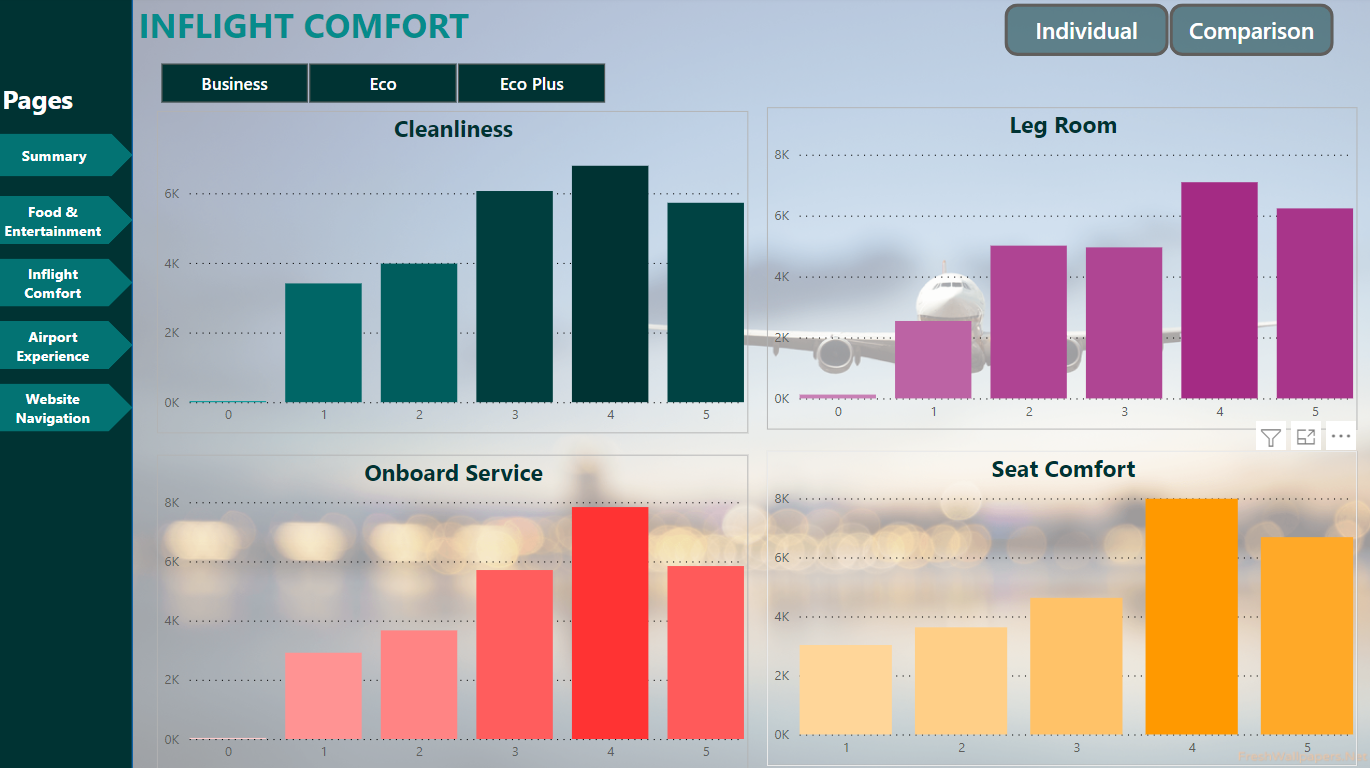 INFLIGHT COMFORT
Individual
Comparison
Business
Eco
Eco Plus
Pages
Summary
Food &
Entertainment
Inflight
Comfort
Airport
Experience
Website
Navigation
Cleanliness
6K
4K
2K
0K
0 1 2 3 4 5
Leg Room
8K
6K
4K
2K
0K
0 1 2 3 4 5
Onboard Service
8K
6K
4K
2K
0K
0 1 2 3 4 5
Seat Comfort
8K
6K
4K
2K
0K
1 2 3 4 5